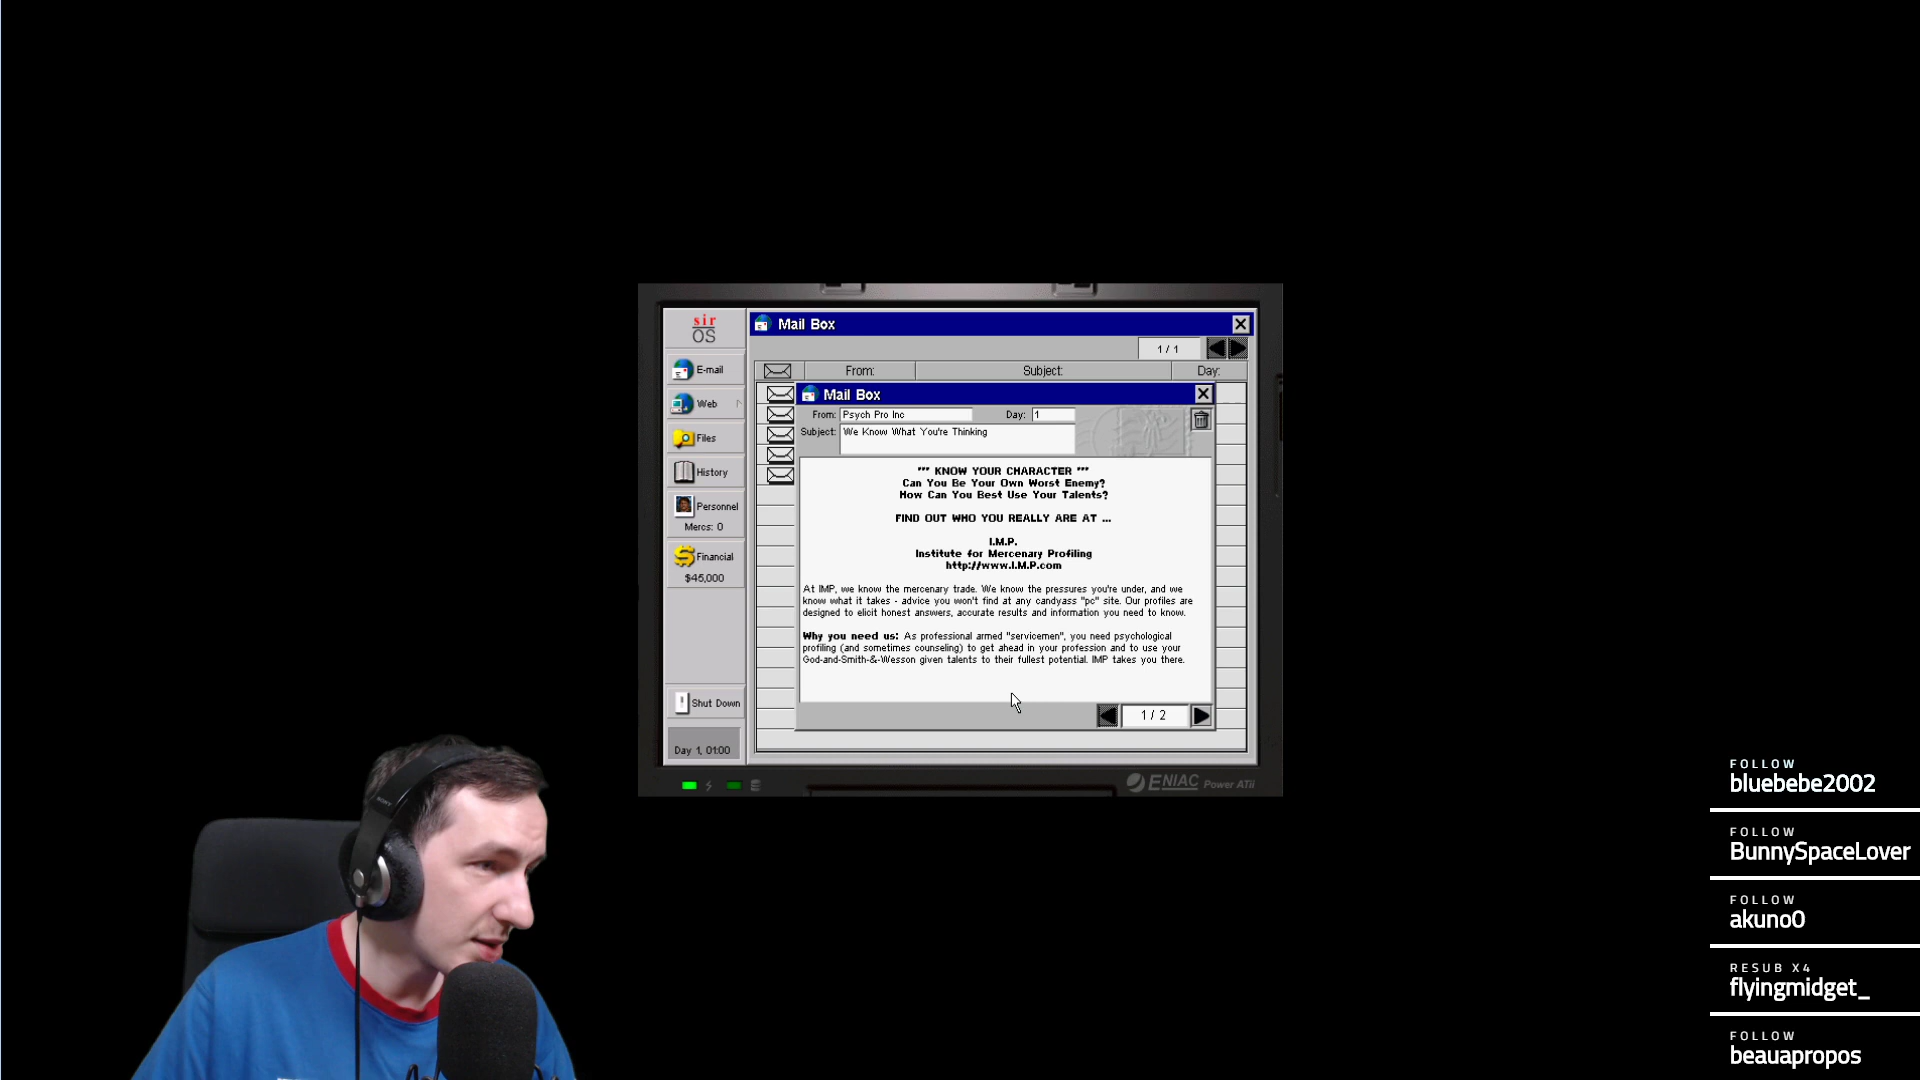 sir
OS
E-mail
Web
Files
History
Personnel
Mercs: 0
Financial
$45,000
Shut Down
Day 1, 01:00
Mail Box
1 / 1
From:
Subject:
Day:
Mail Box
From: Psych Pro Inc
Day: 1
Subject: We Know What You're Thinking
*** KNOW YOUR CHARACTER ***
Can You Be Your Own Worst Enemy?
How Can You Best Use Your Talents?
FIND OUT WHO YOU REALLY ARE AT ...
I.M.P.
Institute for Mercenary Profiling
http://www.I.M.P.com
At IMP, we know the mercenary trade. We know the pressures you're under, and we
know what it takes - advice you won't find at any candyass "pc" site. Our profiles are
designed to elicit honest answers, accurate results and information you need to know.
Why you need us: As professional armed "servicemen", you need psychological
profiling (and sometimes counseling) to get ahead in your profession and to use your
God-and-Smith-&-Wesson given talents to their fullest potential. IMP takes you there.
1 / 2
ENIAC Power ATii
SONY
FOLLOW
bluebebe2002
FOLLOW
BunnySpaceLover
FOLLOW
akuno0
RESUB X4
flyingmidget_
FOLLOW
beauapropos